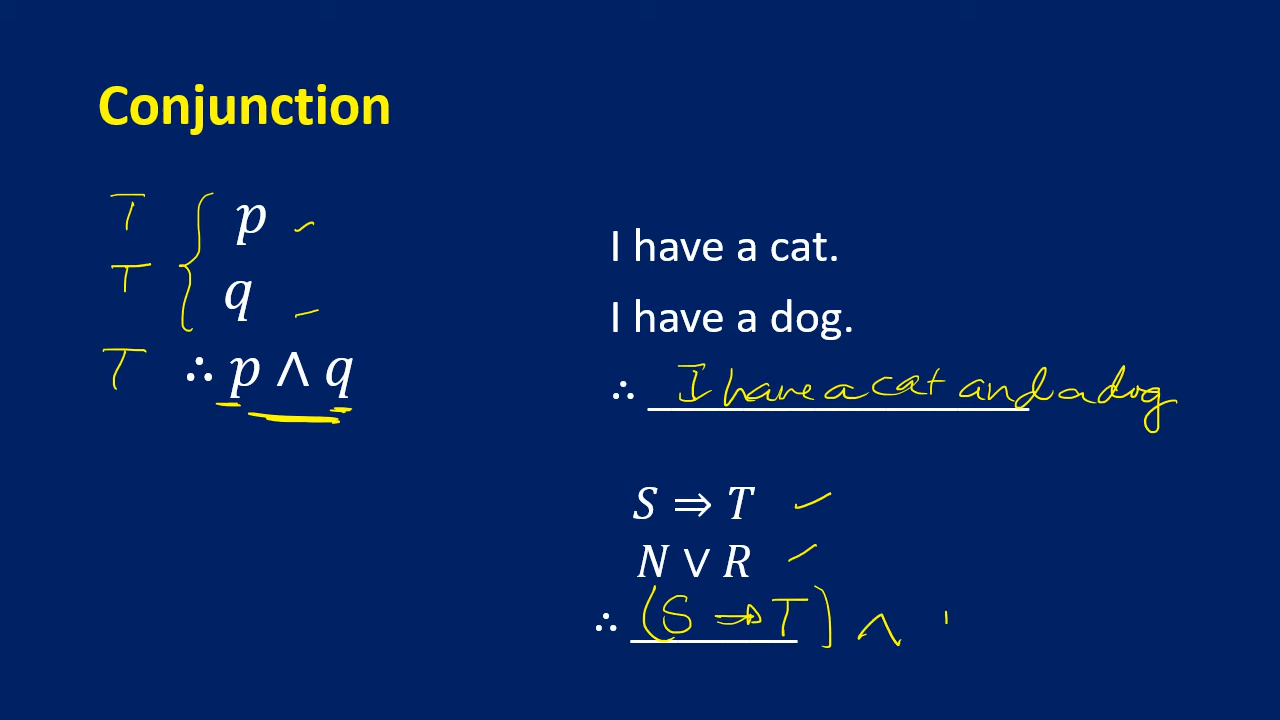 Conjunction
T p
T q
T ∴ p ∧ q
I have a cat.
I have a dog.
∴ I have a cat and a dog
S ⇒ T
N ∨ R
∴ (S ⇒ T) ∧